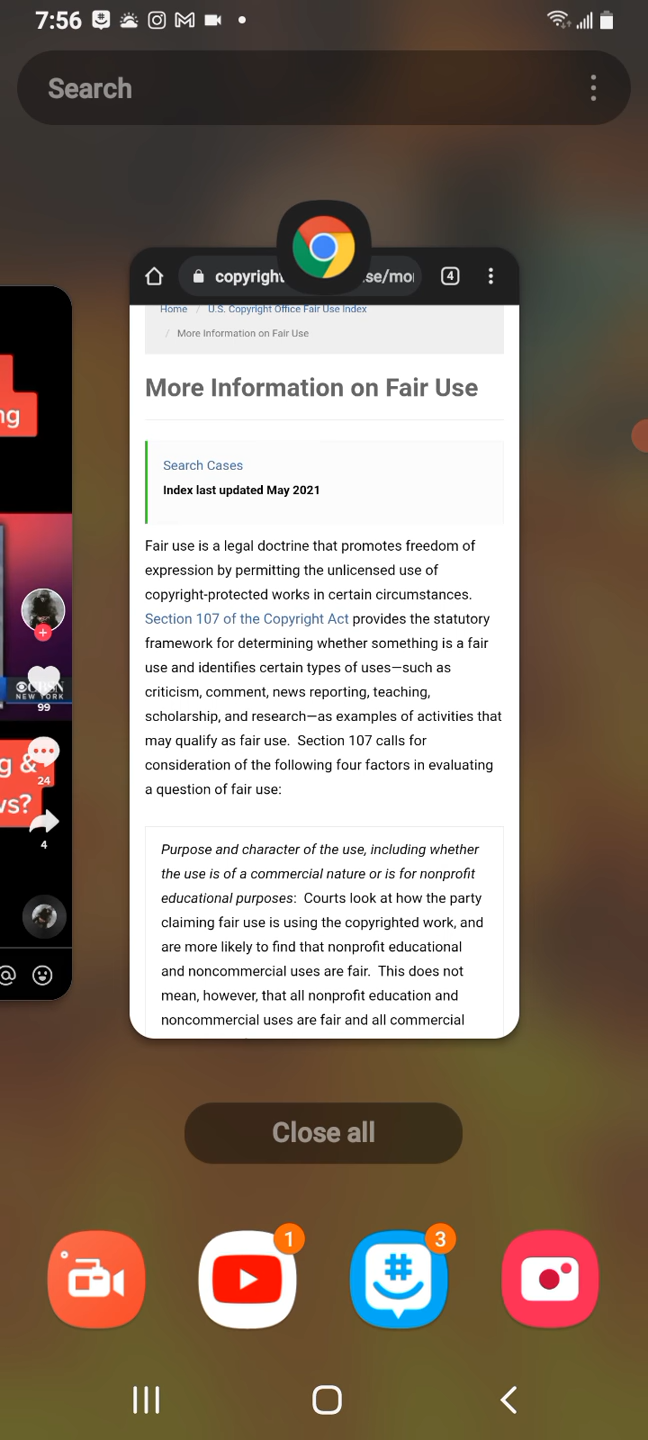 7:56
Search
copyright
se/mo
4
Home / U.S. Copyright Office Fair Use Index
/ More Information on Fair Use
More Information on Fair Use
Search Cases
Index last updated May 2021
Fair use is a legal doctrine that promotes freedom of
expression by permitting the unlicensed use of
copyright-protected works in certain circumstances.
Section 107 of the Copyright Act provides the statutory
framework for determining whether something is a fair
use and identifies certain types of uses—such as
criticism, comment, news reporting, teaching,
scholarship, and research—as examples of activities that
may qualify as fair use.  Section 107 calls for
consideration of the following four factors in evaluating
a question of fair use:
Purpose and character of the use, including whether
the use is of a commercial nature or is for nonprofit
educational purposes:  Courts look at how the party
claiming fair use is using the copyrighted work, and
are more likely to find that nonprofit educational
and noncommercial uses are fair.  This does not
mean, however, that all nonprofit education and
noncommercial uses are fair and all commercial
ng
NEW YORK
99
g &
24
vs?
4
@
Close all
1
3
#